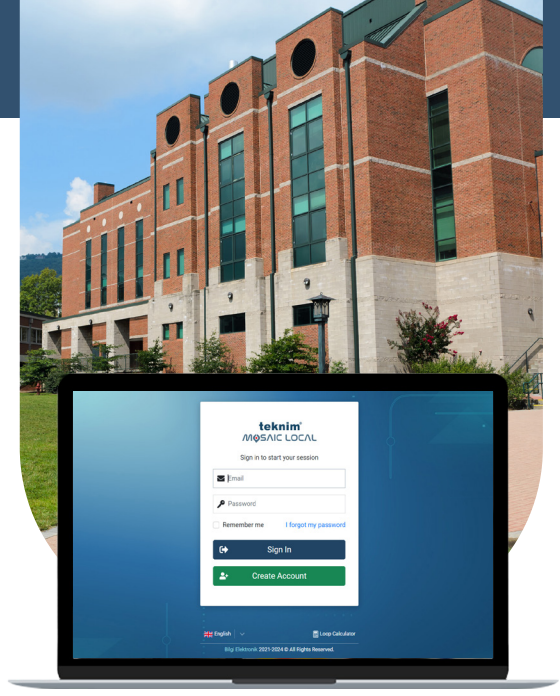 teknim
MOSAIC LOCAL
Sign in to start your session
Email
Password
Remember me I forgot my password
Sign In
Create Account
English Loop Calculator
Bilgi Elektronik 2021-2024 © All Rights Reserved.